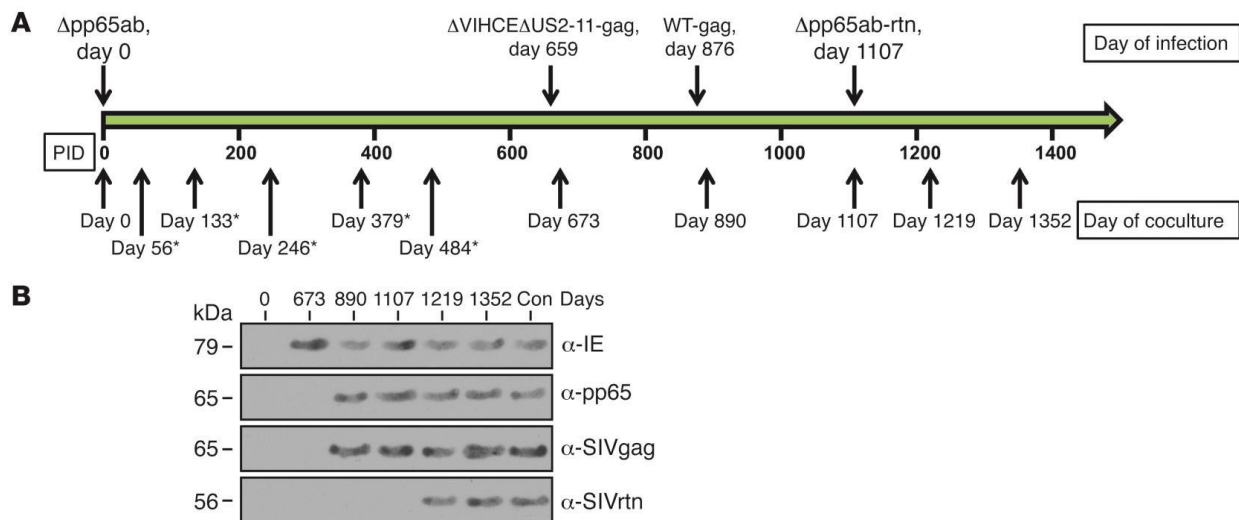 A
Δpp65ab,
day 0
ΔVIHCEΔUS2-11-gag,
day 659
WT-gag,
day 876
Δpp65ab-rtn,
day 1107
Day of infection
PID
0 200 400 600 800 1000 1200 1400
Day 0 Day 133* Day 379* Day 673 Day 890 Day 1107 Day 1219 Day 1352
Day of coculture
Day 56* Day 246* Day 484*
B
0 673 890 1107 1219 1352 Con Days
kDa
79 α-IE
65 α-pp65
65 α-SIVgag
56 α-SIVrtn